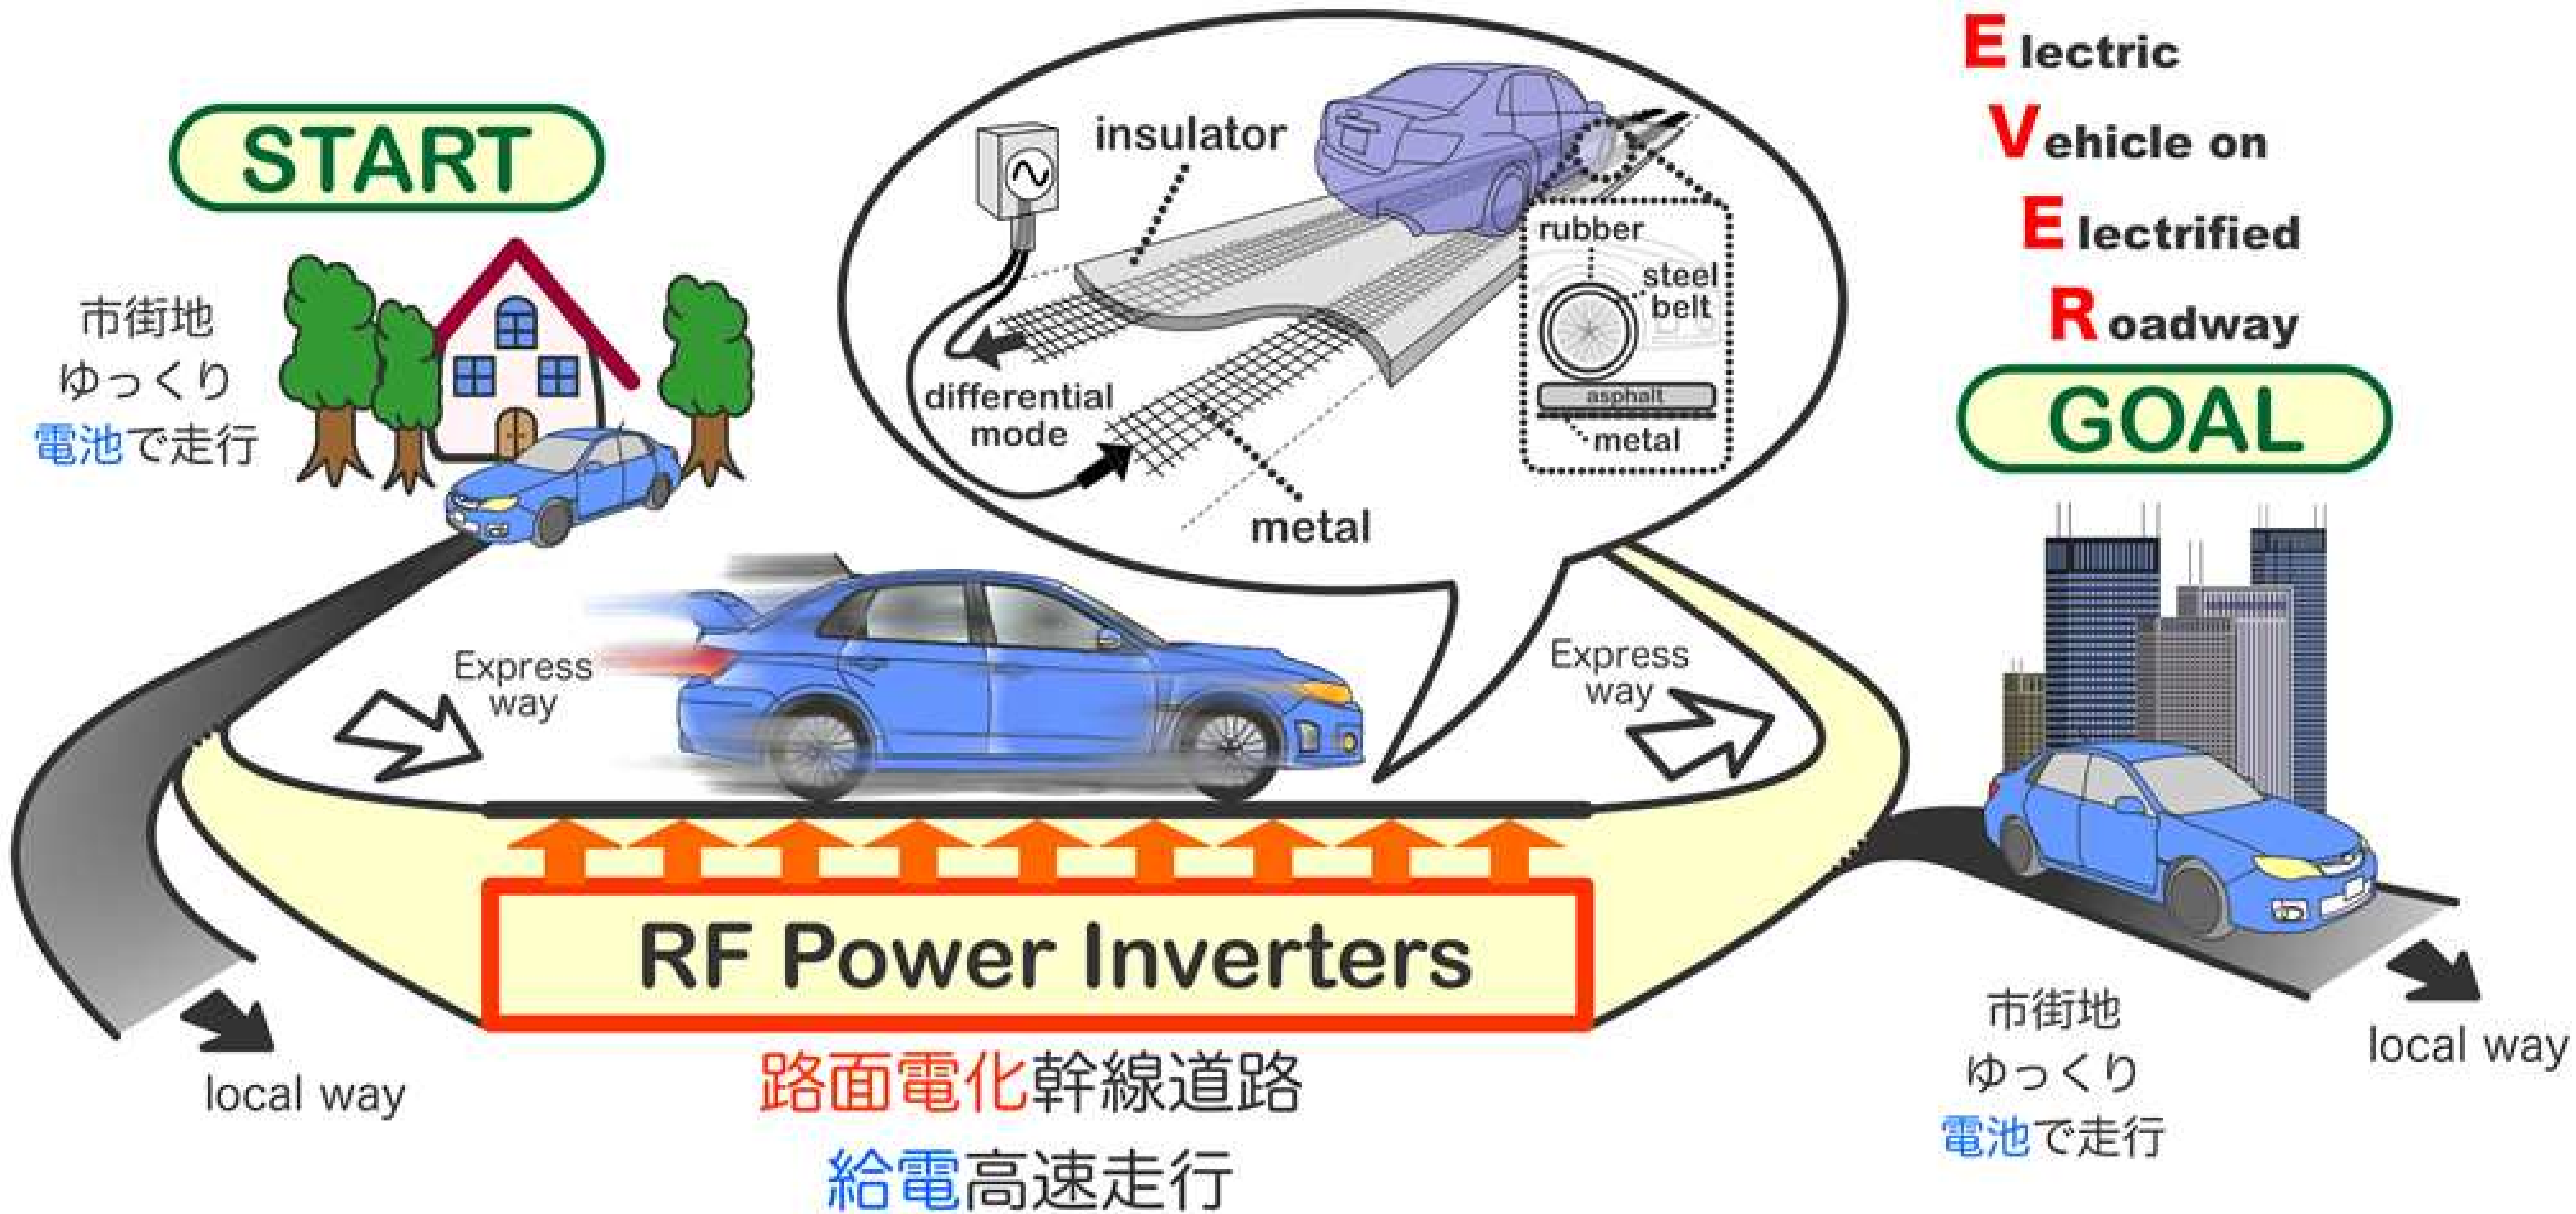 START
市街地
ゆっくり
電池で走行
insulator
rubber
steel
belt
asphalt
metal
differential
mode
metal
Electric
Vehicle on
Electrified
Roadway
GOAL
Express
way
Express
way
RF Power Inverters
local way
路面電化幹線道路
給電高速走行
市街地
ゆっくり
電池で走行
local way